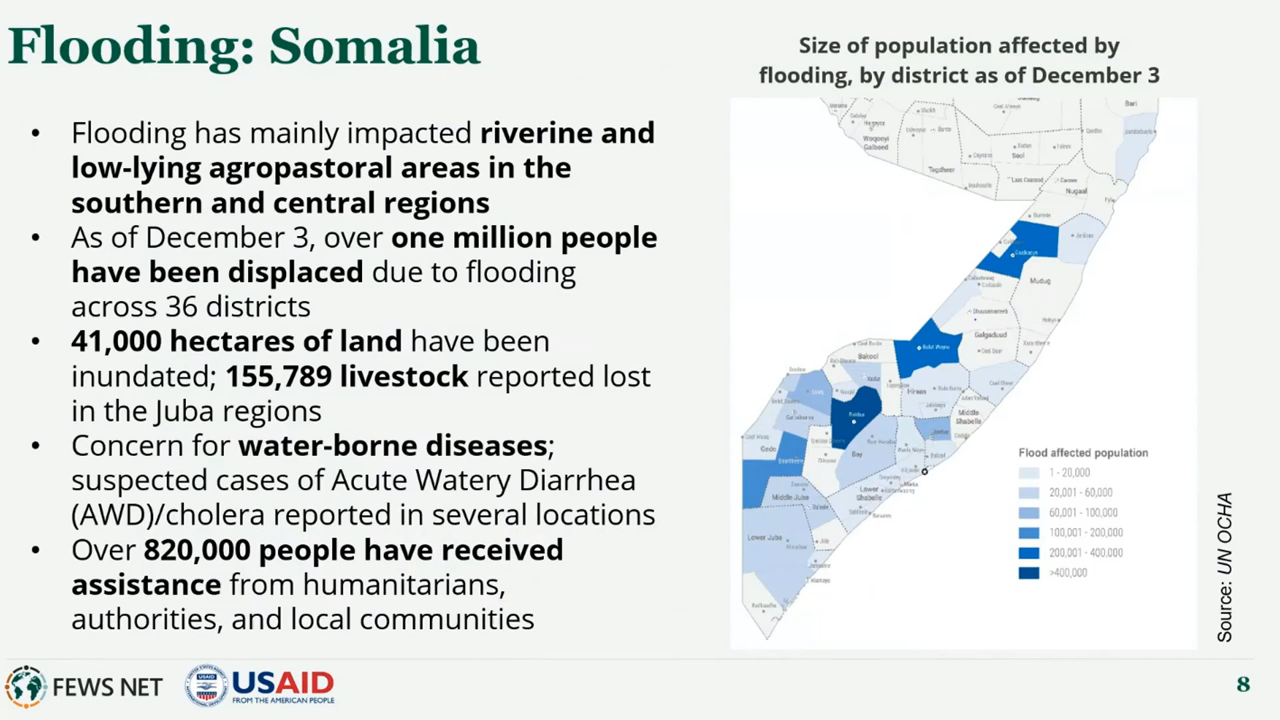 Flooding: Somalia
Size of population affected by
flooding, by district as of December 3
• Flooding has mainly impacted riverine and
low-lying agropastoral areas in the
southern and central regions
• As of December 3, over one million people
have been displaced due to flooding
across 36 districts
• 41,000 hectares of land have been
inundated; 155,789 livestock reported lost
in the Juba regions
• Concern for water-borne diseases;
suspected cases of Acute Watery Diarrhea
(AWD)/cholera reported in several locations
• Over 820,000 people have received
assistance from humanitarians,
authorities, and local communities
Bari
Woqooyi
Galbeed
Togdheer
Sool
Nugaal
Mudug
Galgaduud
Bakool
Belet Weyne
Hiraan
Middle
Shabelle
Baidoa
Bay
Gedo
Lower
Shabelle
Middle Juba
Lower Juba
Flood affected population
1 - 20,000
20,001 - 60,000
60,001 - 100,000
100,001 - 200,000
200,001 - 400,000
>400,000
Source: UN OCHA
FEWS NET
USAID
FROM THE AMERICAN PEOPLE
8